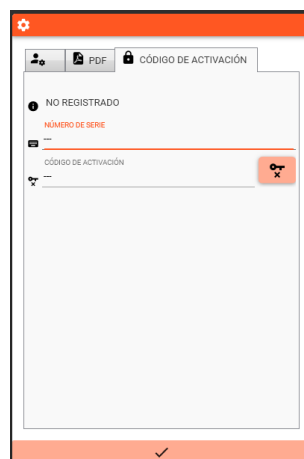 PDF
CÓDIGO DE ACTIVACIÓN
NO REGISTRADO
NÚMERO DE SERIE
---
CÓDIGO DE ACTIVACIÓN
---